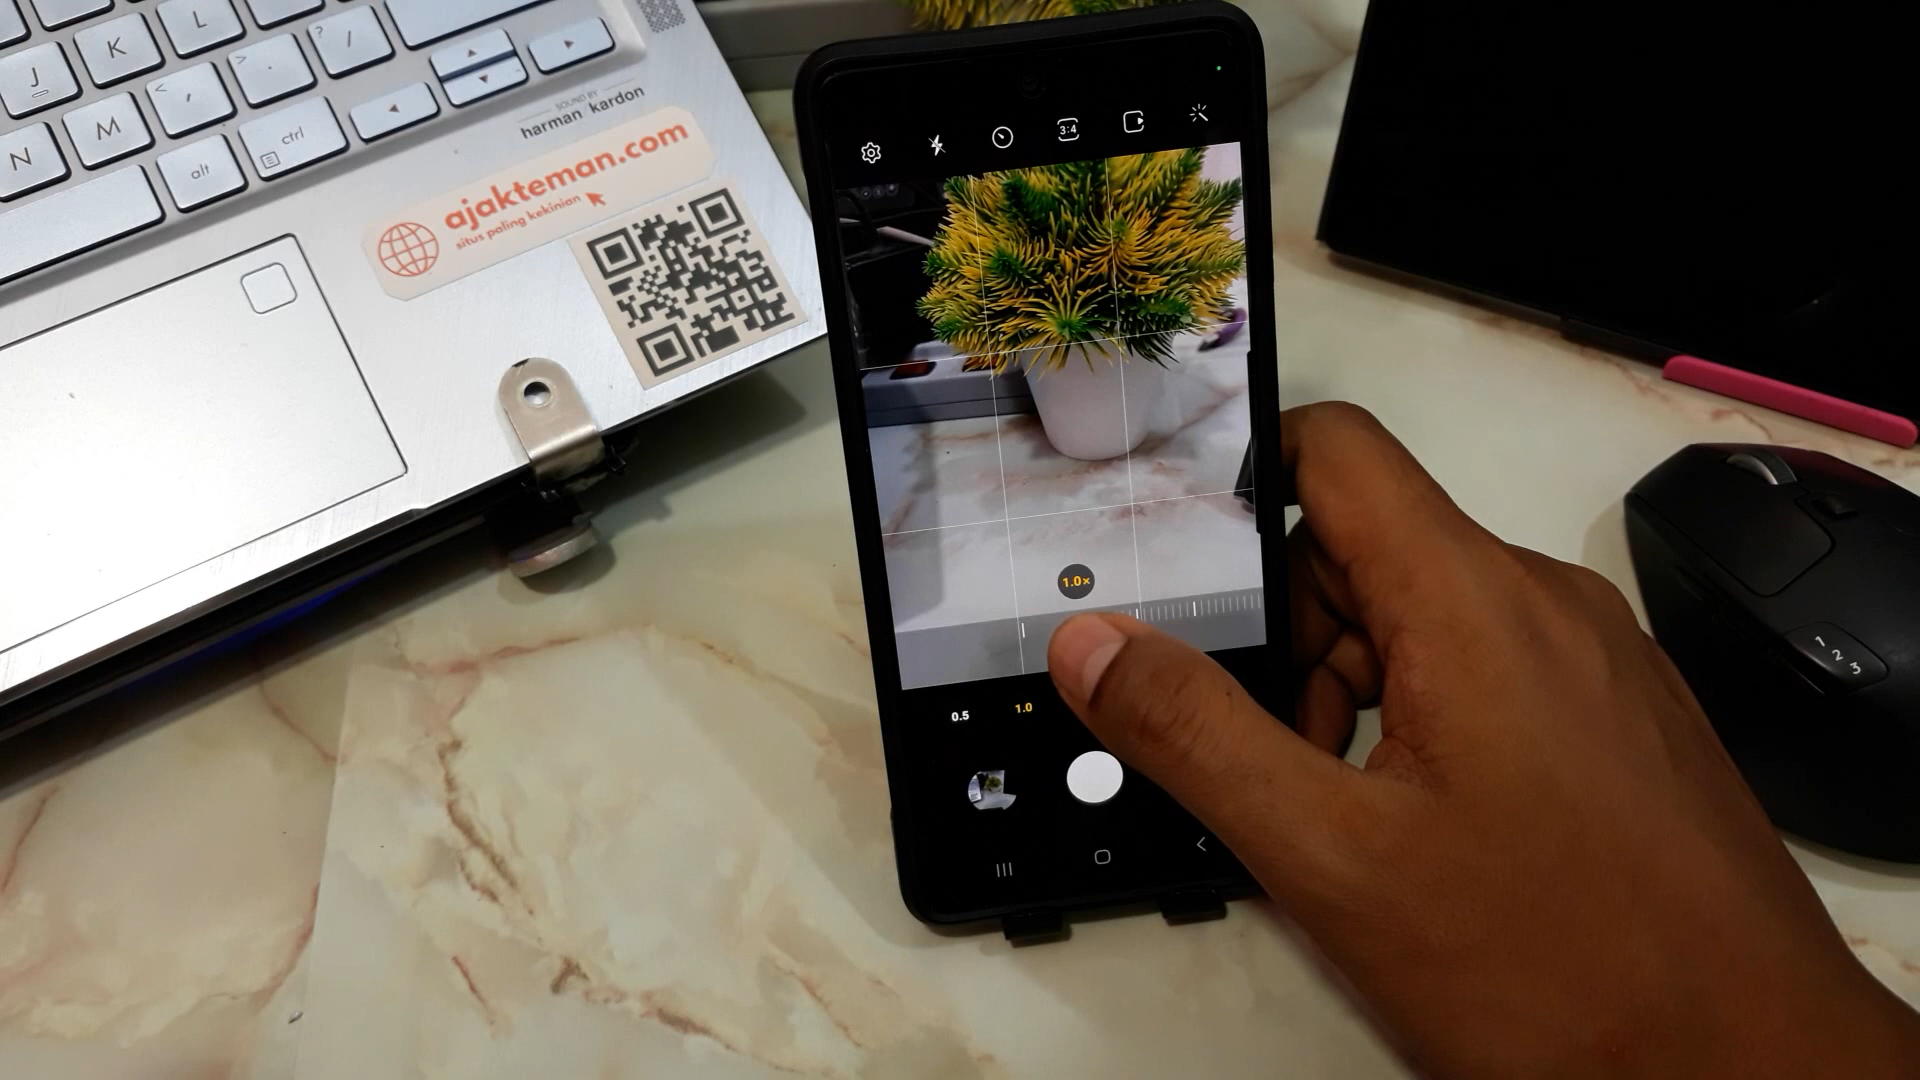 K
L
? /
J
> .
< ,
M
N
ctrl
alt
SOUND BY
harman / kardon
ajakteman.com
situs paling kekinian
3:4
1.0×
0.5
1.0
1
2
3